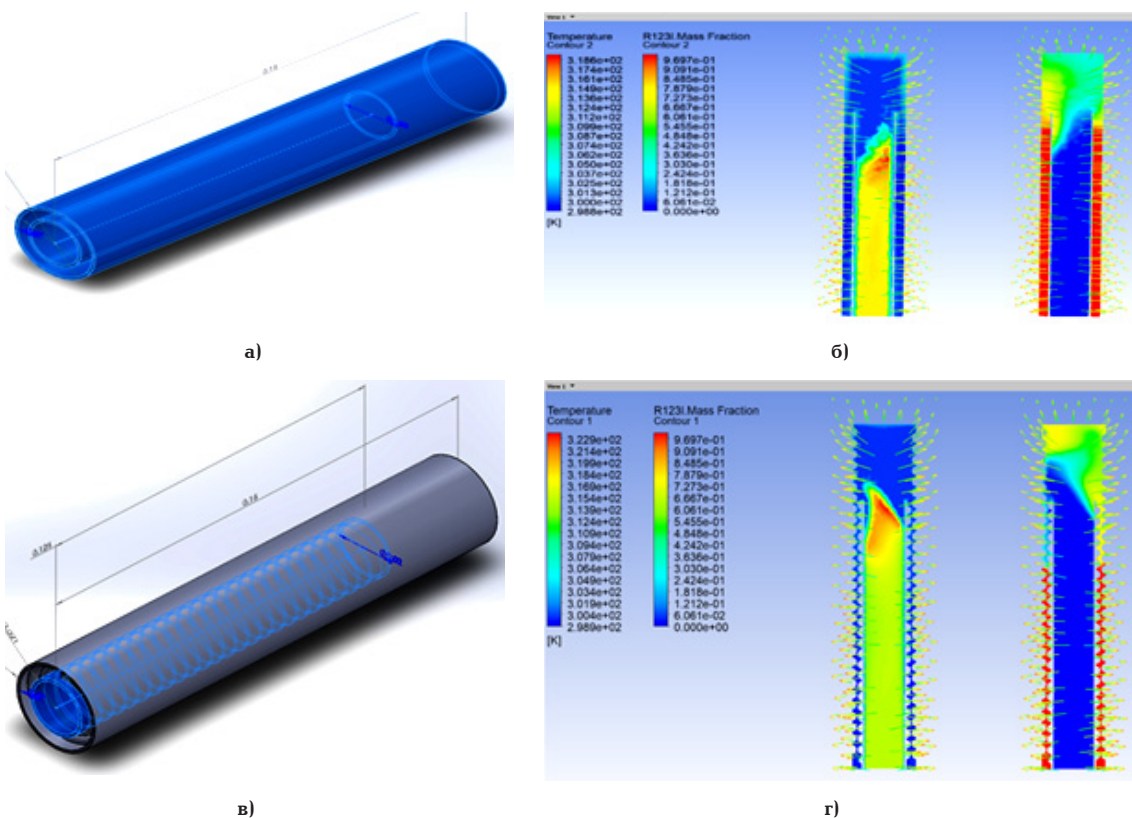 0.18
View 1
Temperature
Contour 2
3.186e+02
3.174e+02
3.161e+02
3.149e+02
3.136e+02
3.124e+02
3.112e+02
3.099e+02
3.087e+02
3.074e+02
3.062e+02
3.050e+02
3.037e+02
3.025e+02
3.013e+02
3.000e+02
2.988e+02
[K]
R123l.Mass Fraction
Contour 2
9.697e-01
9.091e-01
8.485e-01
7.879e-01
7.273e-01
6.667e-01
6.061e-01
5.455e-01
4.848e-01
4.242e-01
3.636e-01
3.030e-01
2.424e-01
1.818e-01
1.212e-01
6.061e-02
0.000e+00
а)
б)
0.126
0.18
View 1
Temperature
Contour 1
3.229e+02
3.214e+02
3.199e+02
3.184e+02
3.169e+02
3.154e+02
3.139e+02
3.124e+02
3.109e+02
3.094e+02
3.079e+02
3.064e+02
3.049e+02
3.034e+02
3.019e+02
3.004e+02
2.989e+02
[K]
R123l.Mass Fraction
Contour 1
9.697e-01
9.091e-01
8.485e-01
7.879e-01
7.273e-01
6.667e-01
6.061e-01
5.455e-01
4.848e-01
4.242e-01
3.636e-01
3.030e-01
2.424e-01
1.818e-01
1.212e-01
6.061e-02
0.000e+00
в)
г)